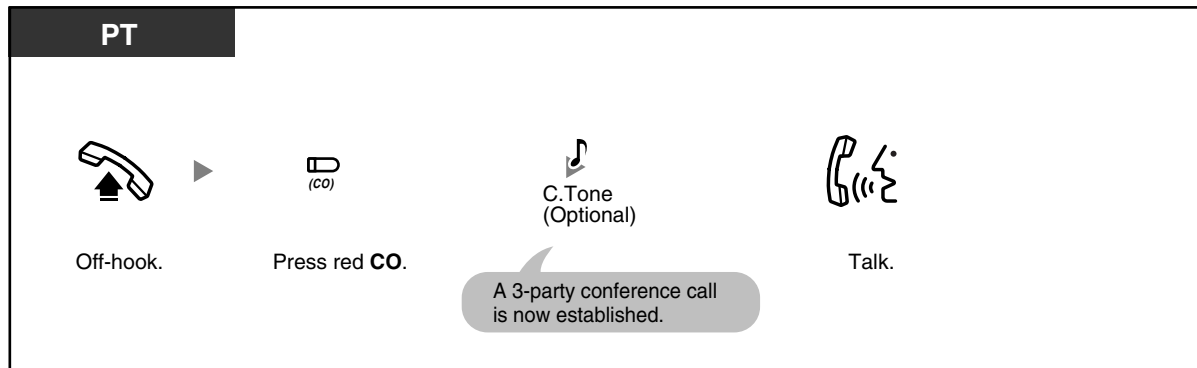 PT
(CO)
C.Tone
(Optional)
Off-hook.
Press red CO.
A 3-party conference call
is now established.
Talk.